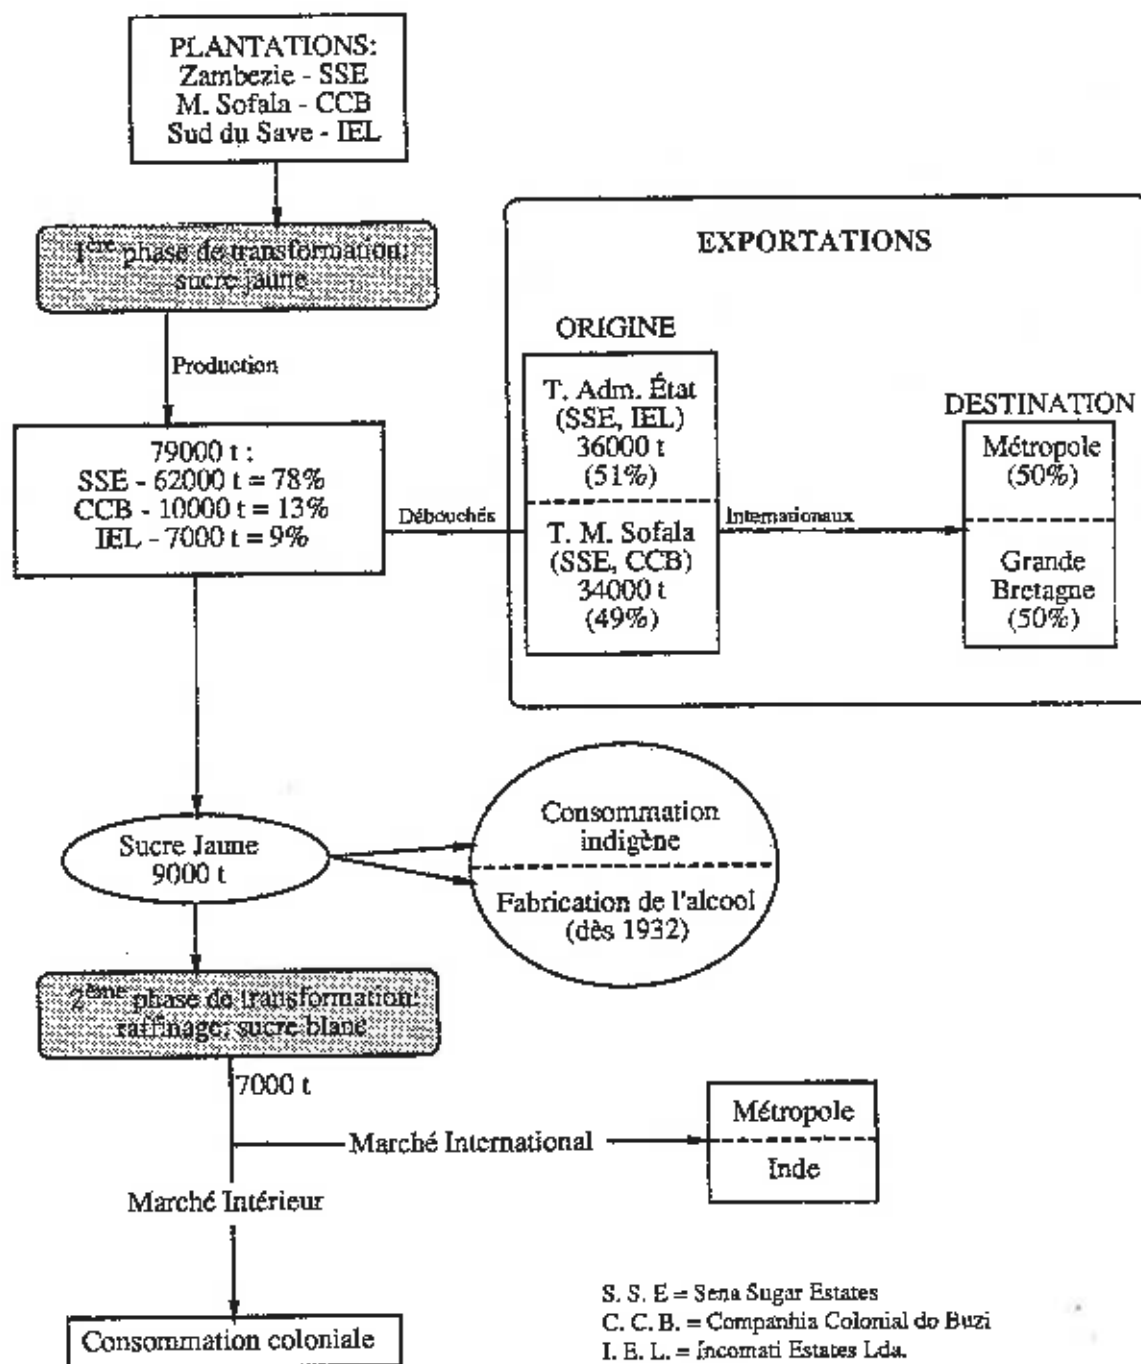 PLANTATIONS:
Zambezie - SSE
M. Sofala - CCB
Sud du Save - IEL
1ère phase de transformation:
sucre jaune
Production
79000 t :
SSE - 62000 t = 78%
CCB - 10000 t = 13%
IEL - 7000 t = 9%
Débouchés
EXPORTATIONS
ORIGINE
T. Adm. État
(SSE, IEL)
36000 t
(51%)
T. M. Sofala
(SSE, CCB)
34000 t
(49%)
Internationaux
DESTINATION
Métropole
(50%)
Grande
Bretagne
(50%)
Sucre Jaune
9000 t
Consommation
indigène
Fabrication de l'alcool
(dès 1932)
2ème phase de transformation:
raffinage; sucre blanc
7000 t
Marché International
Métropole
Inde
Marché Intérieur
Consommation coloniale
S. S. E = Sena Sugar Estates
C. C. B. = Companhia Colonial do Buzi
I. E. L. = Incomati Estates Lda.